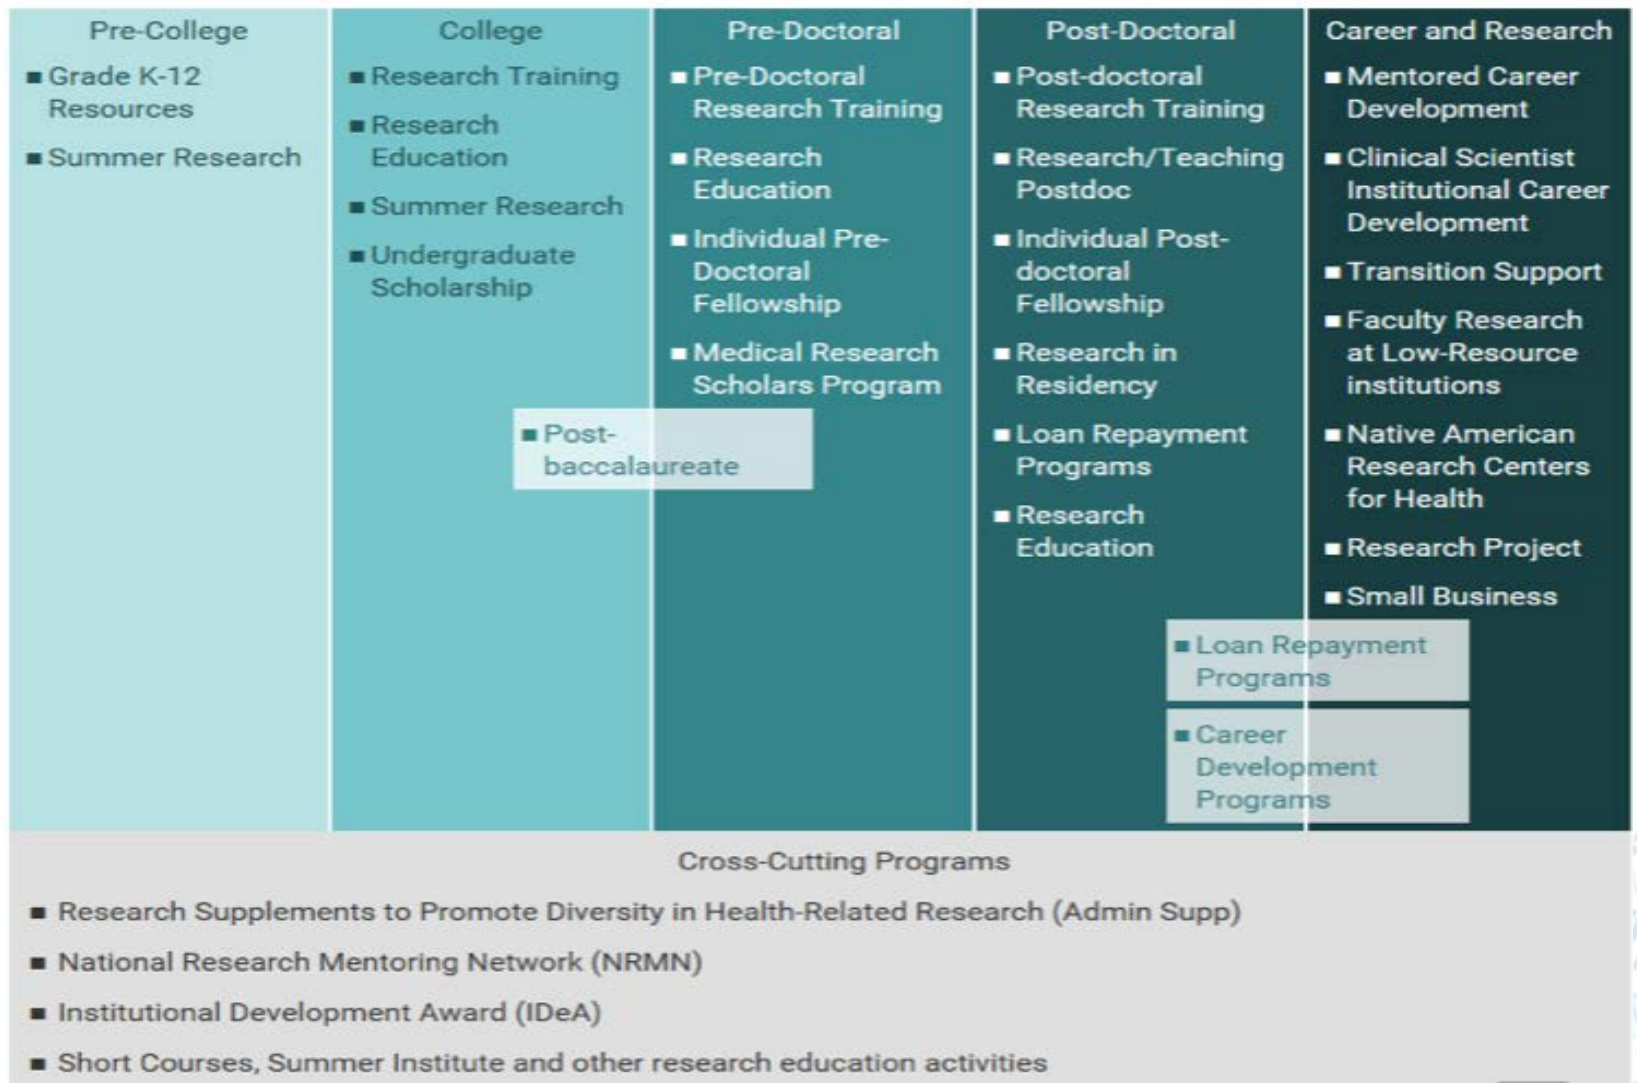 Pre-College
■ Grade K-12
Resources
■ Summer Research
College
■ Research Training
■ Research
Education
■ Summer Research
■ Undergraduate
Scholarship
■ Post-
baccalaureate
Pre-Doctoral
■ Pre-Doctoral
Research Training
■ Research
Education
■ Individual Pre-
Doctoral
Fellowship
■ Medical Research
Scholars Program
Post-Doctoral
■ Post-doctoral
Research Training
■ Research/Teaching
Postdoc
■ Individual Post-
doctoral
Fellowship
■ Research in
Residency
■ Loan Repayment
Programs
■ Research
Education
■ Loan Repayment
Programs
■ Career
Development
Programs
Career and Research
■ Mentored Career
Development
■ Clinical Scientist
Institutional Career
Development
■ Transition Support
■ Faculty Research
at Low-Resource
institutions
■ Native American
Research Centers
for Health
■ Research Project
■ Small Business
Cross-Cutting Programs
■ Research Supplements to Promote Diversity in Health-Related Research (Admin Supp)
■ National Research Mentoring Network (NRMN)
■ Institutional Development Award (IDeA)
■ Short Courses, Summer Institute and other research education activities